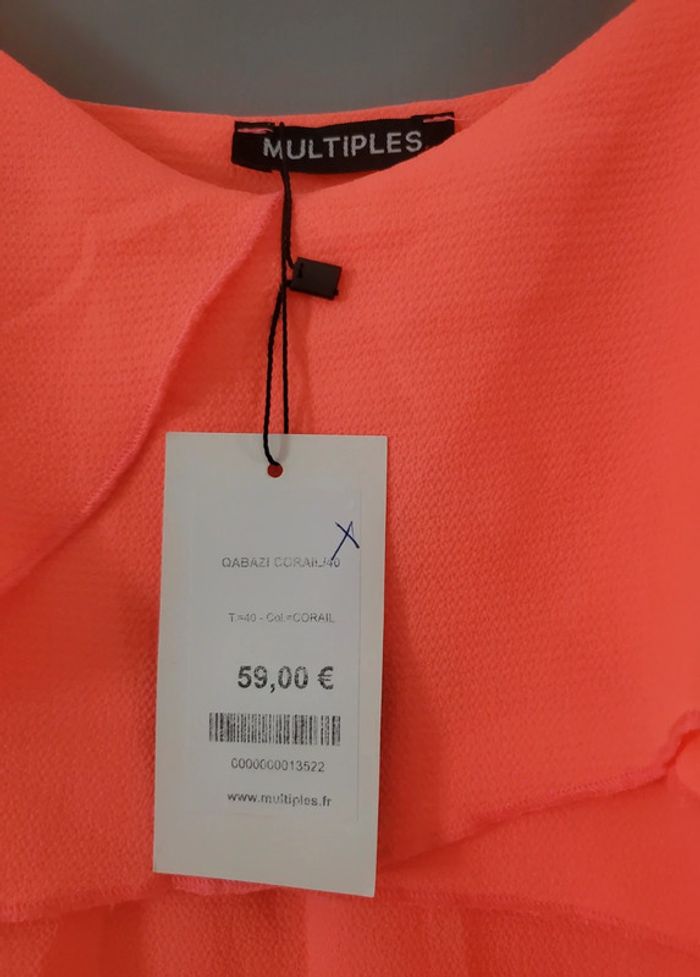 MULTIPLES
QABAZI CORAIL/40
T.=40 - Col.=CORAIL
59,00 €
0000000013522
www.multiples.fr